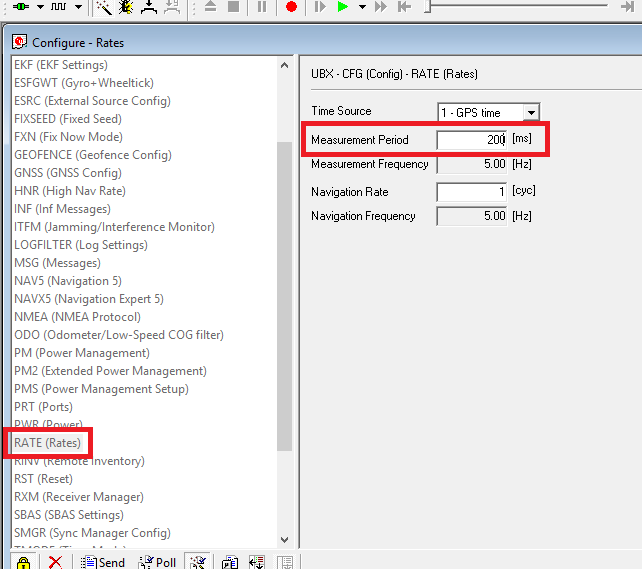 Configure - Rates
EKF (EKF Settings)
ESFGWT (Gyro+Wheeltick)
ESRC (External Source Config)
FIXSEED (Fixed Seed)
FXN (Fix Now Mode)
GEOFENCE (Geofence Config)
GNSS (GNSS Config)
HNR (High Nav Rate)
INF (Inf Messages)
ITFM (Jamming/Interference Monitor)
LOGFILTER (Log Settings)
MSG (Messages)
NAV5 (Navigation 5)
NAVX5 (Navigation Expert 5)
NMEA (NMEA Protocol)
ODO (Odometer/Low-Speed COG filter)
PM (Power Management)
PM2 (Extended Power Management)
PMS (Power Management Setup)
PRT (Ports)
PWR (Power)
RATE (Rates)
RINV (Remote Inventory)
RST (Reset)
RXM (Receiver Manager)
SBAS (SBAS Settings)
SMGR (Sync Manager Config)
UBX - CFG (Config) - RATE (Rates)
Time Source 1 - GPS time
Measurement Period 200 [ms]
Measurement Frequency 5.00 [Hz]
Navigation Rate 1 [cyc]
Navigation Frequency 5.00 [Hz]
Send Poll